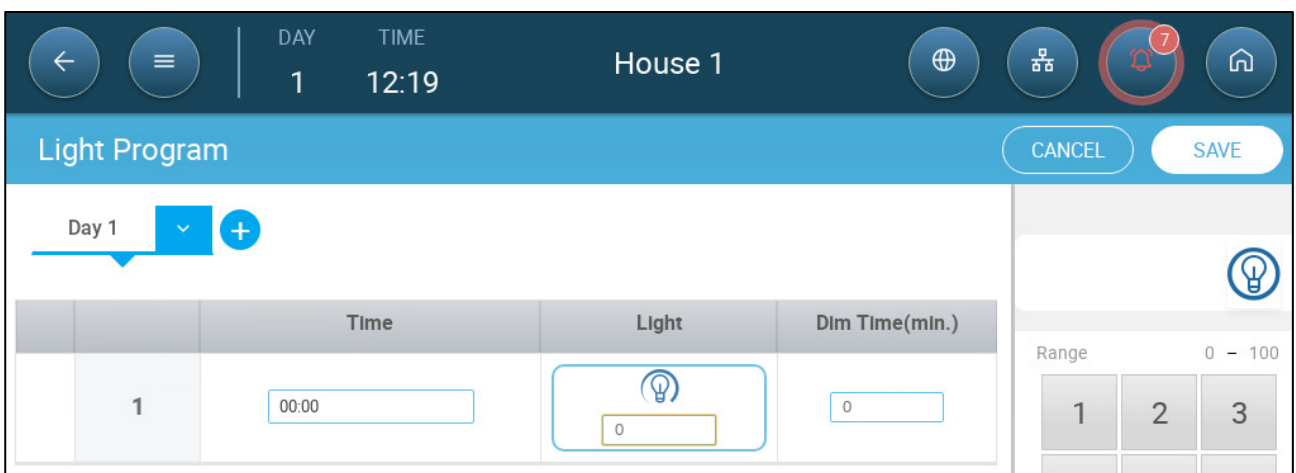 DAY TIME
1 12:19 House 1 7
Light Program CANCEL SAVE
Day 1
Time Light Dim Time(min.)
Range 0 – 100
1 00:00 0 0
1 2 3